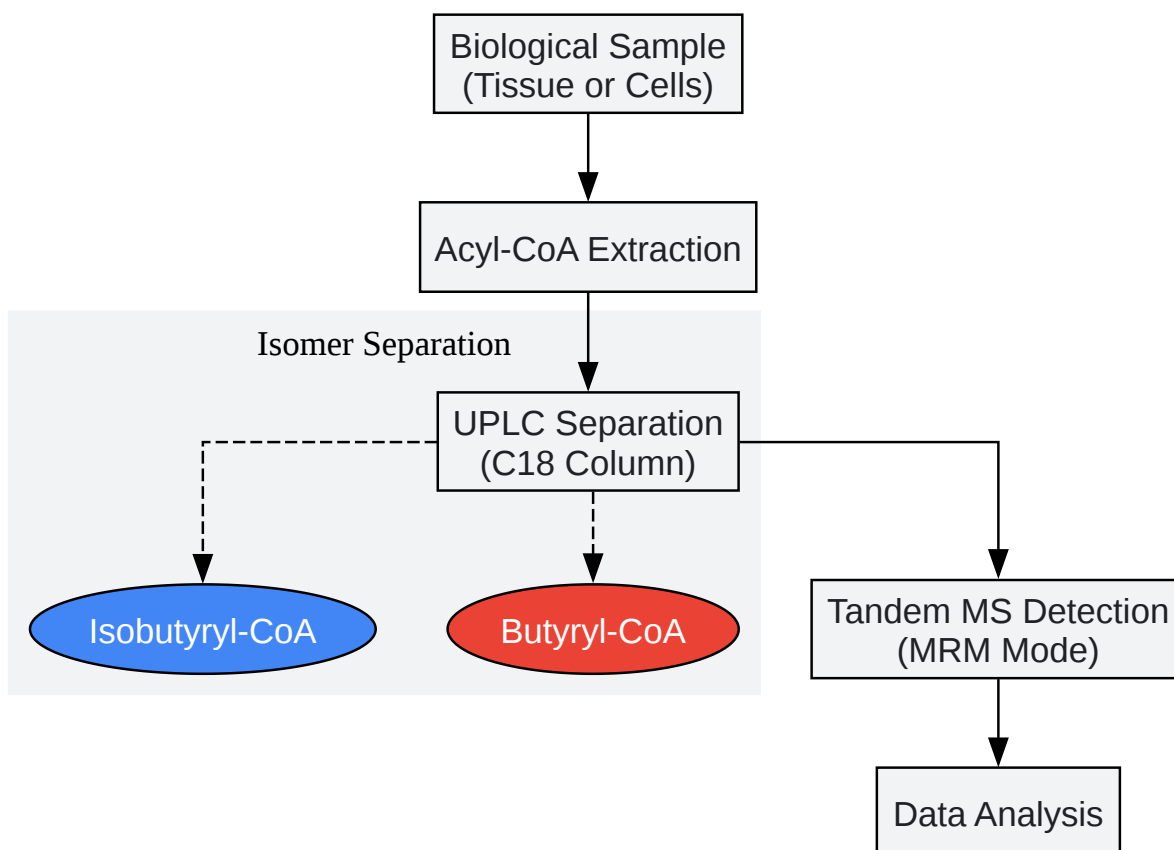 Biological Sample
(Tissue or Cells)
Acyl-CoA Extraction
Isomer Separation
UPLC Separation
(C18 Column)
Isobutyryl-CoA
Butyryl-CoA
Tandem MS Detection
(MRM Mode)
Data Analysis